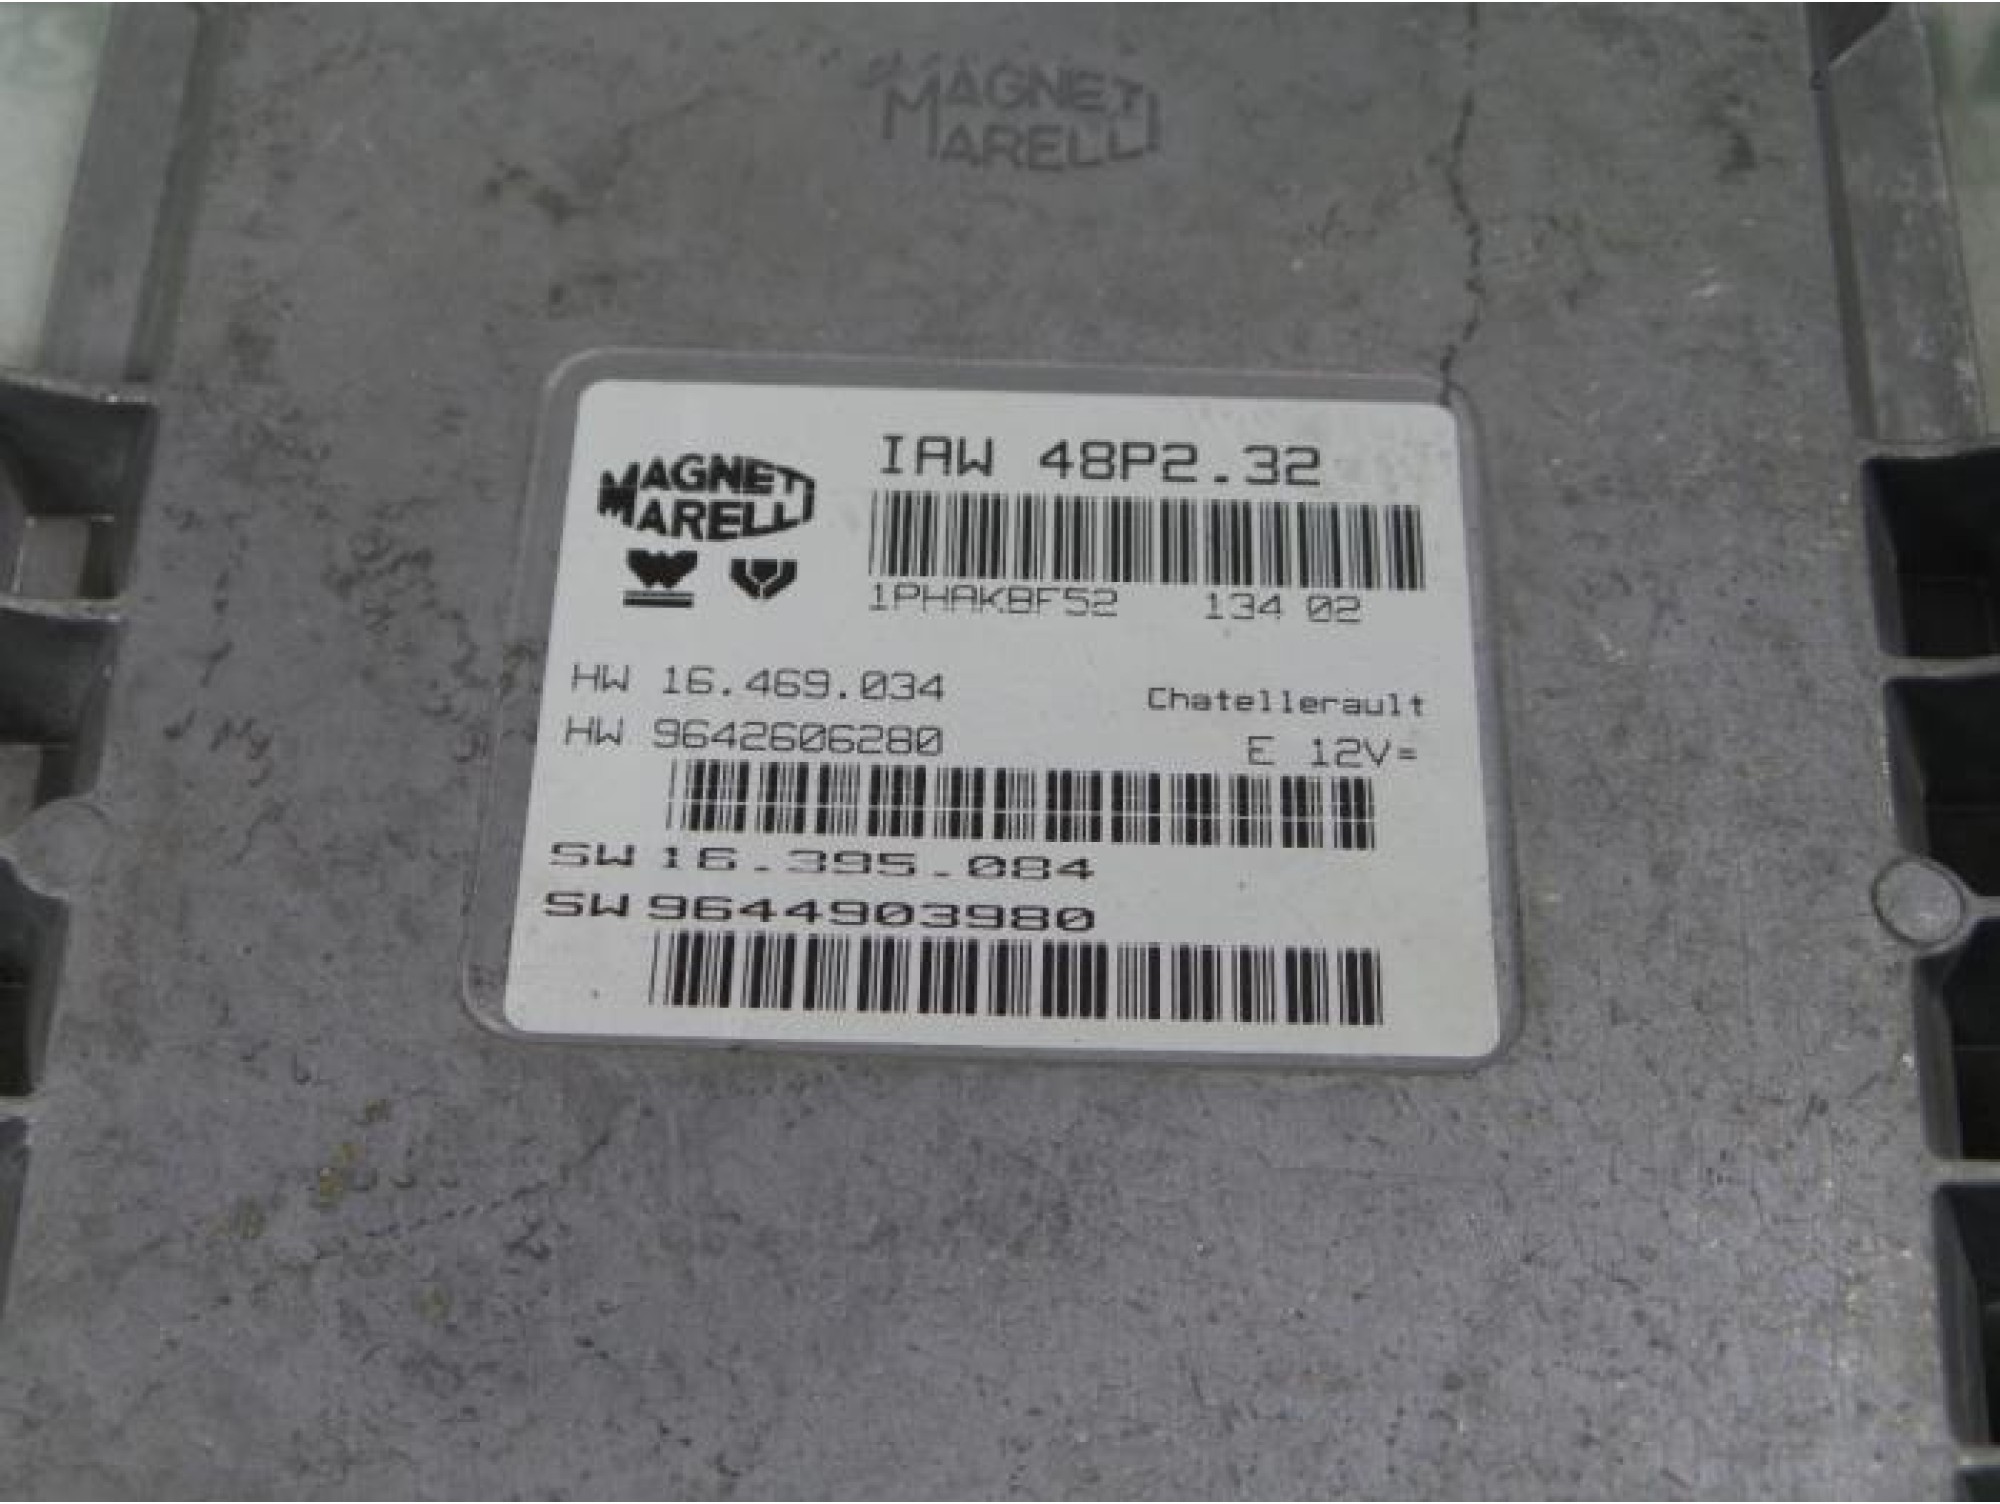 MAGNETI
MARELLI
MAGNETI
MARELLI
IAW 48P2.32
1PHAKBF52 134 02
HW 16.469.034
Chatellerault
HW 9642606280
E 12V=
SW 16.395.084
SW 9644903980